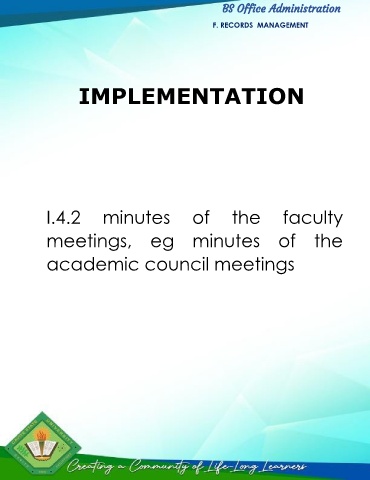 BS Office Administration
F. RECORDS MANAGEMENT
IMPLEMENTATION
I.4.2 minutes of the faculty
meetings, eg minutes of the
academic council meetings
Creating a Community of Life-Long Learners